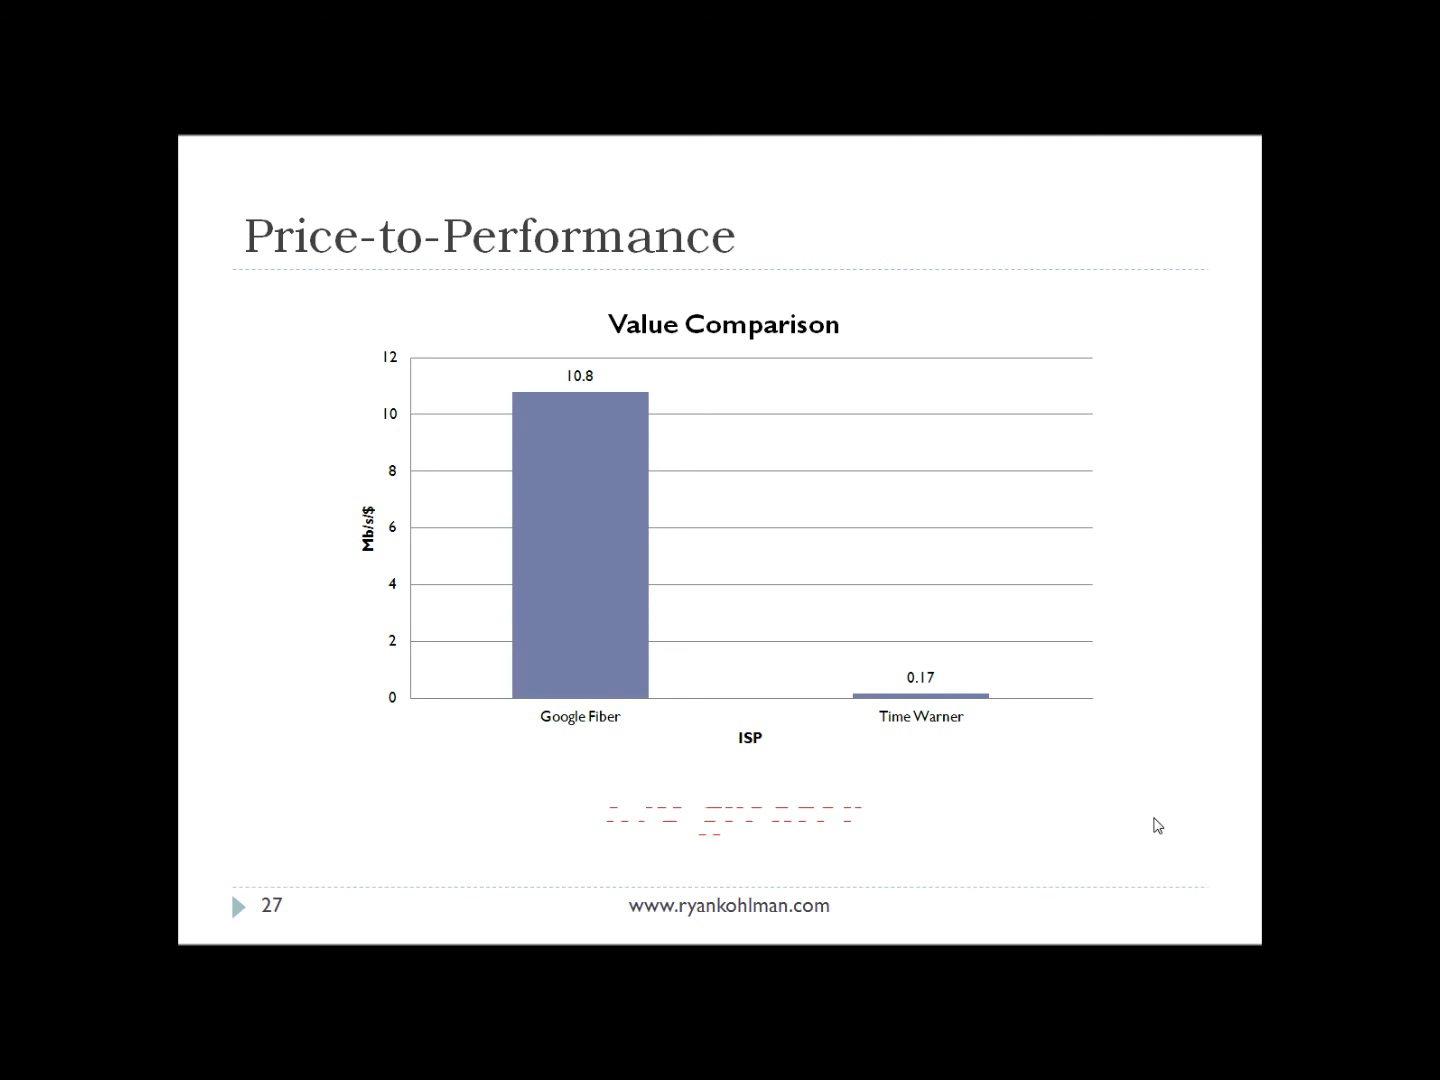 Price-to-Performance
Value Comparison
12
10.8
10
8
6
Mb/s/$
4
2
0.17
0
Google Fiber
Time Warner
ISP
27
www.ryankohlman.com